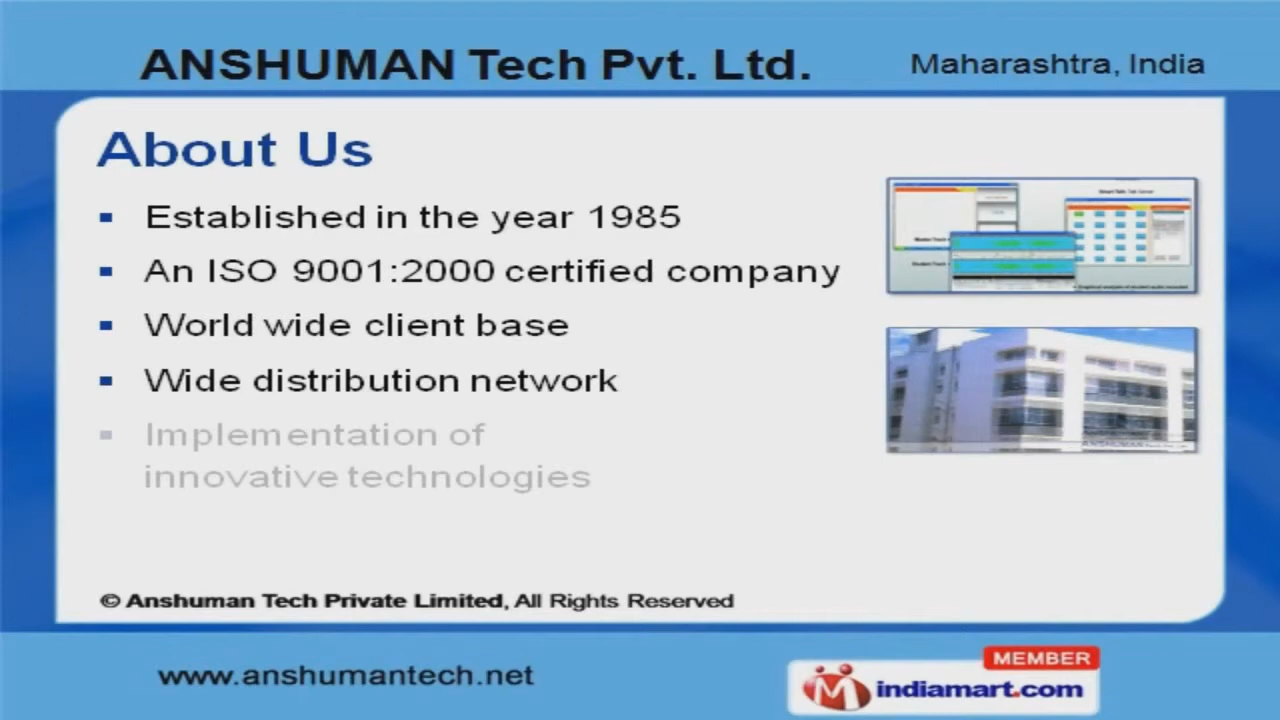 ANSHUMAN Tech Pvt. Ltd.
Maharashtra, India
About Us
Established in the year 1985
An ISO 9001:2000 certified company
World wide client base
Wide distribution network
Implementation of
innovative technologies
ANSHUMAN
© Anshuman Tech Private Limited, All Rights Reserved
www.anshumantech.net
MEMBER
indiamart.com